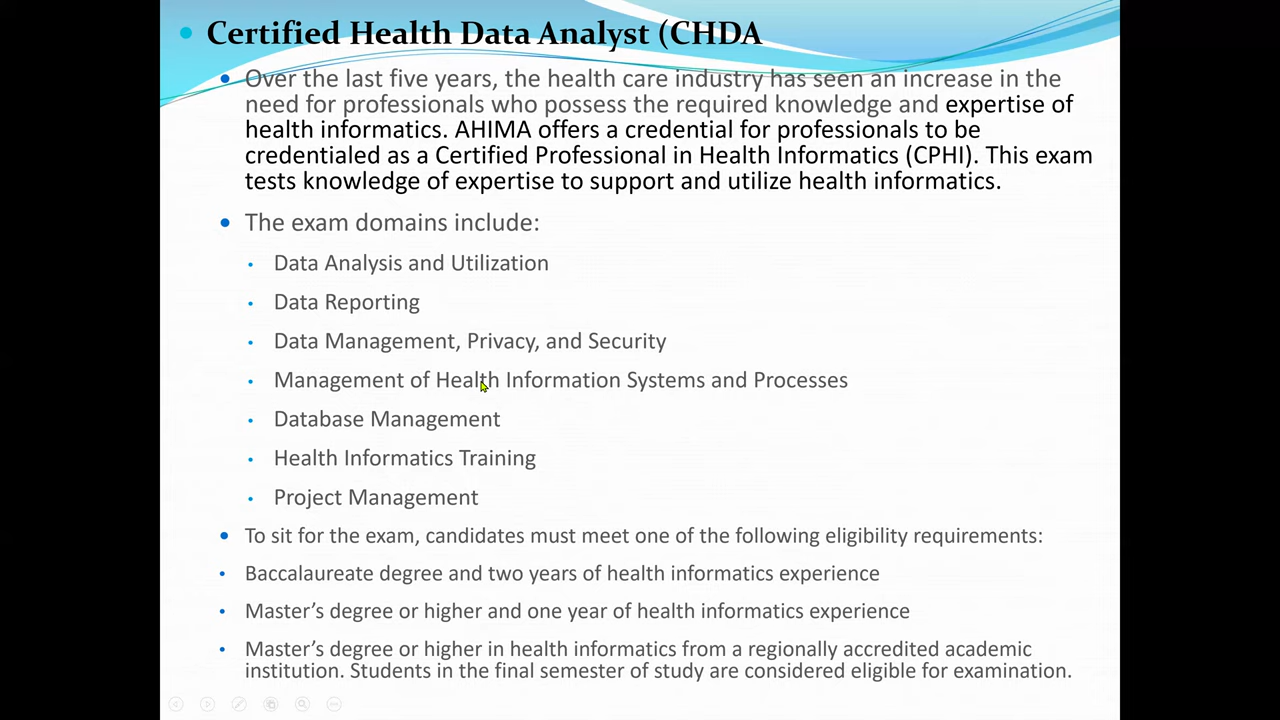 Certified Health Data Analyst (CHDA
Over the last five years, the health care industry has seen an increase in the
need for professionals who possess the required knowledge and expertise of
health informatics. AHIMA offers a credential for professionals to be
credentialed as a Certified Professional in Health Informatics (CPHI). This exam
tests knowledge of expertise to support and utilize health informatics.
The exam domains include:
Data Analysis and Utilization
Data Reporting
Data Management, Privacy, and Security
Management of Health Information Systems and Processes
Database Management
Health Informatics Training
Project Management
To sit for the exam, candidates must meet one of the following eligibility requirements:
Baccalaureate degree and two years of health informatics experience
Master’s degree or higher and one year of health informatics experience
Master’s degree or higher in health informatics from a regionally accredited academic
institution. Students in the final semester of study are considered eligible for examination.